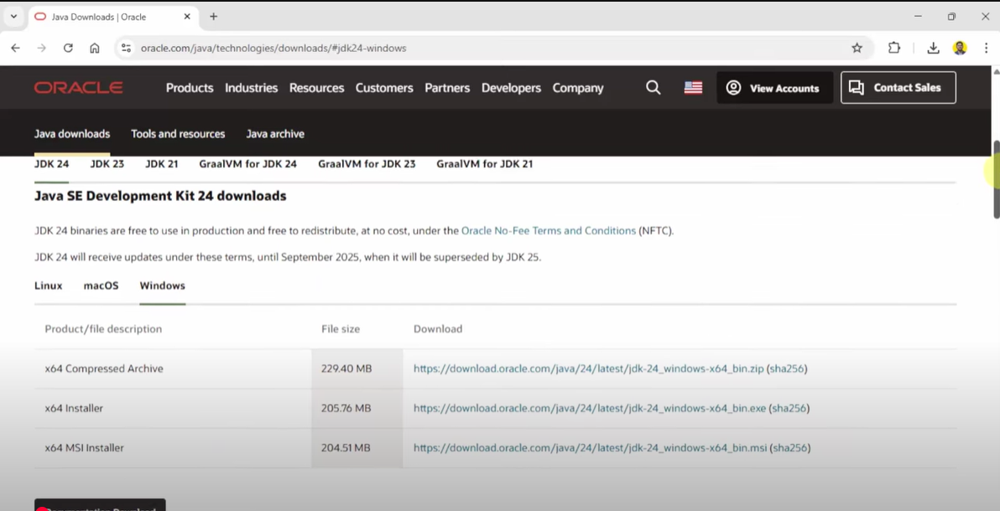 Java Downloads | Oracle
oracle.com/java/technologies/downloads/#jdk24-windows
ORACLE Products Industries Resources Customers Partners Developers Company View Accounts Contact Sales
Java downloads Tools and resources Java archive
JDK 24 JDK 23 JDK 21 GraalVM for JDK 24 GraalVM for JDK 23 GraalVM for JDK 21
Java SE Development Kit 24 downloads
JDK 24 binaries are free to use in production and free to redistribute, at no cost, under the Oracle No-Fee Terms and Conditions (NFTC).
JDK 24 will receive updates under these terms, until September 2025, when it will be superseded by JDK 25.
Linux macOS Windows
Product/file description File size Download
x64 Compressed Archive 229.40 MB https://download.oracle.com/java/24/latest/jdk-24_windows-x64_bin.zip (sha256)
x64 Installer 205.76 MB https://download.oracle.com/java/24/latest/jdk-24_windows-x64_bin.exe (sha256)
x64 MSI Installer 204.51 MB https://download.oracle.com/java/24/latest/jdk-24_windows-x64_bin.msi (sha256)